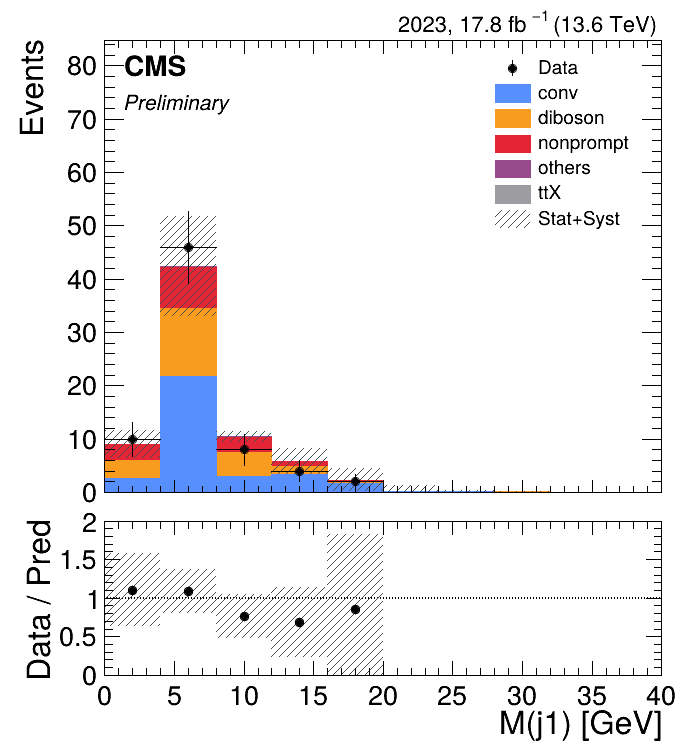 2023, 17.8 fb⁻¹ (13.6 TeV)
Events
CMS
Preliminary
Data
conv
diboson
nonprompt
others
ttX
Stat+Syst
80
70
60
50
40
30
20
10
0
Data / Pred
2
1.5
1
0.5
0
0 5 10 15 20 25 30 35 40
M(j1) [GeV]